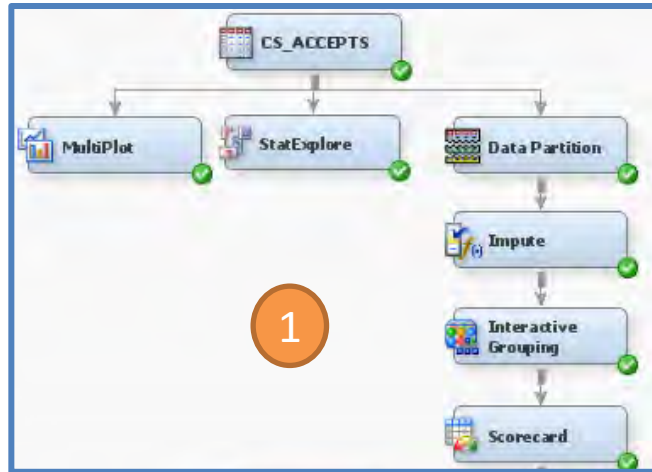 CS_ACCEPTS
MultiPlot
StatExplore
Data Partition
Impute
1
Interactive
Grouping
Scorecard